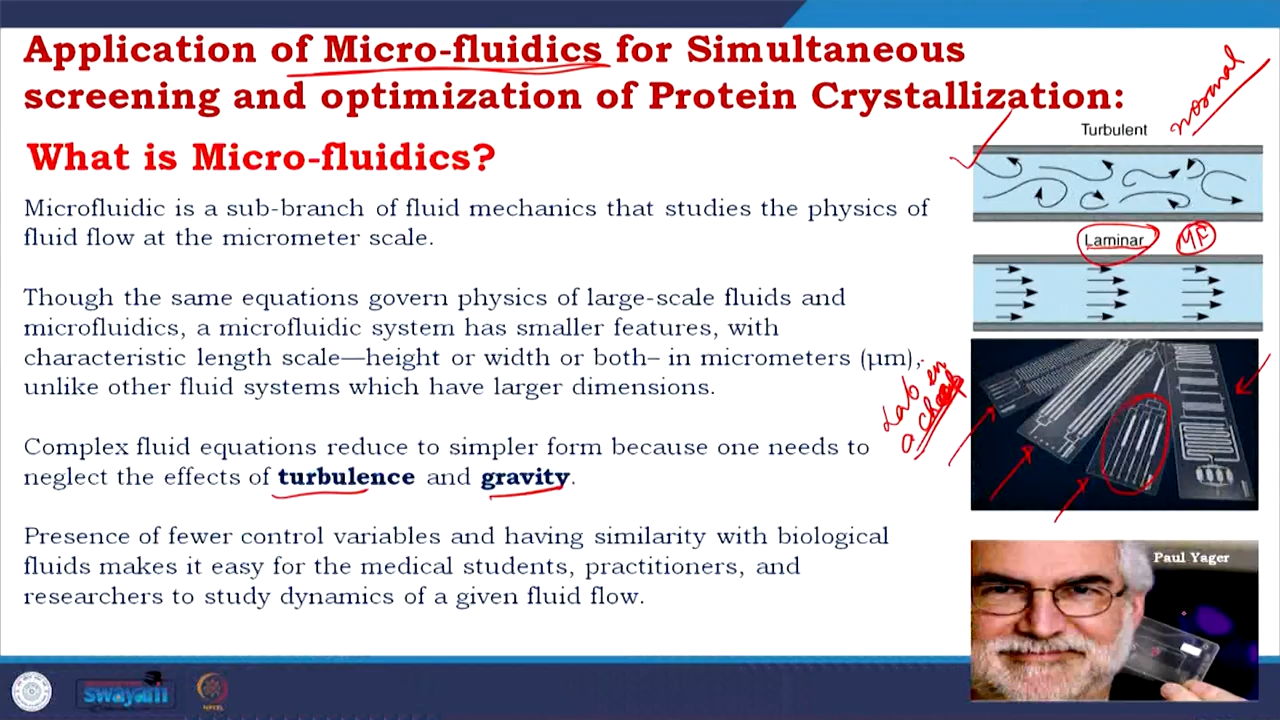 Application of Micro-fluidics for Simultaneous
screening and optimization of Protein Crystallization:
normal
Turbulent
What is Micro-fluidics?
Microfluidic is a sub-branch of fluid mechanics that studies the physics of
fluid flow at the micrometer scale.
Laminar
MF
Though the same equations govern physics of large-scale fluids and
microfluidics, a microfluidic system has smaller features, with
characteristic length scale—height or width or both– in micrometers (µm),
unlike other fluid systems which have larger dimensions.
Lab on
a chap
Complex fluid equations reduce to simpler form because one needs to
neglect the effects of turbulence and gravity.
Presence of fewer control variables and having similarity with biological
fluids makes it easy for the medical students, practitioners, and
researchers to study dynamics of a given fluid flow.
Paul Yager
swayam
NPTEL